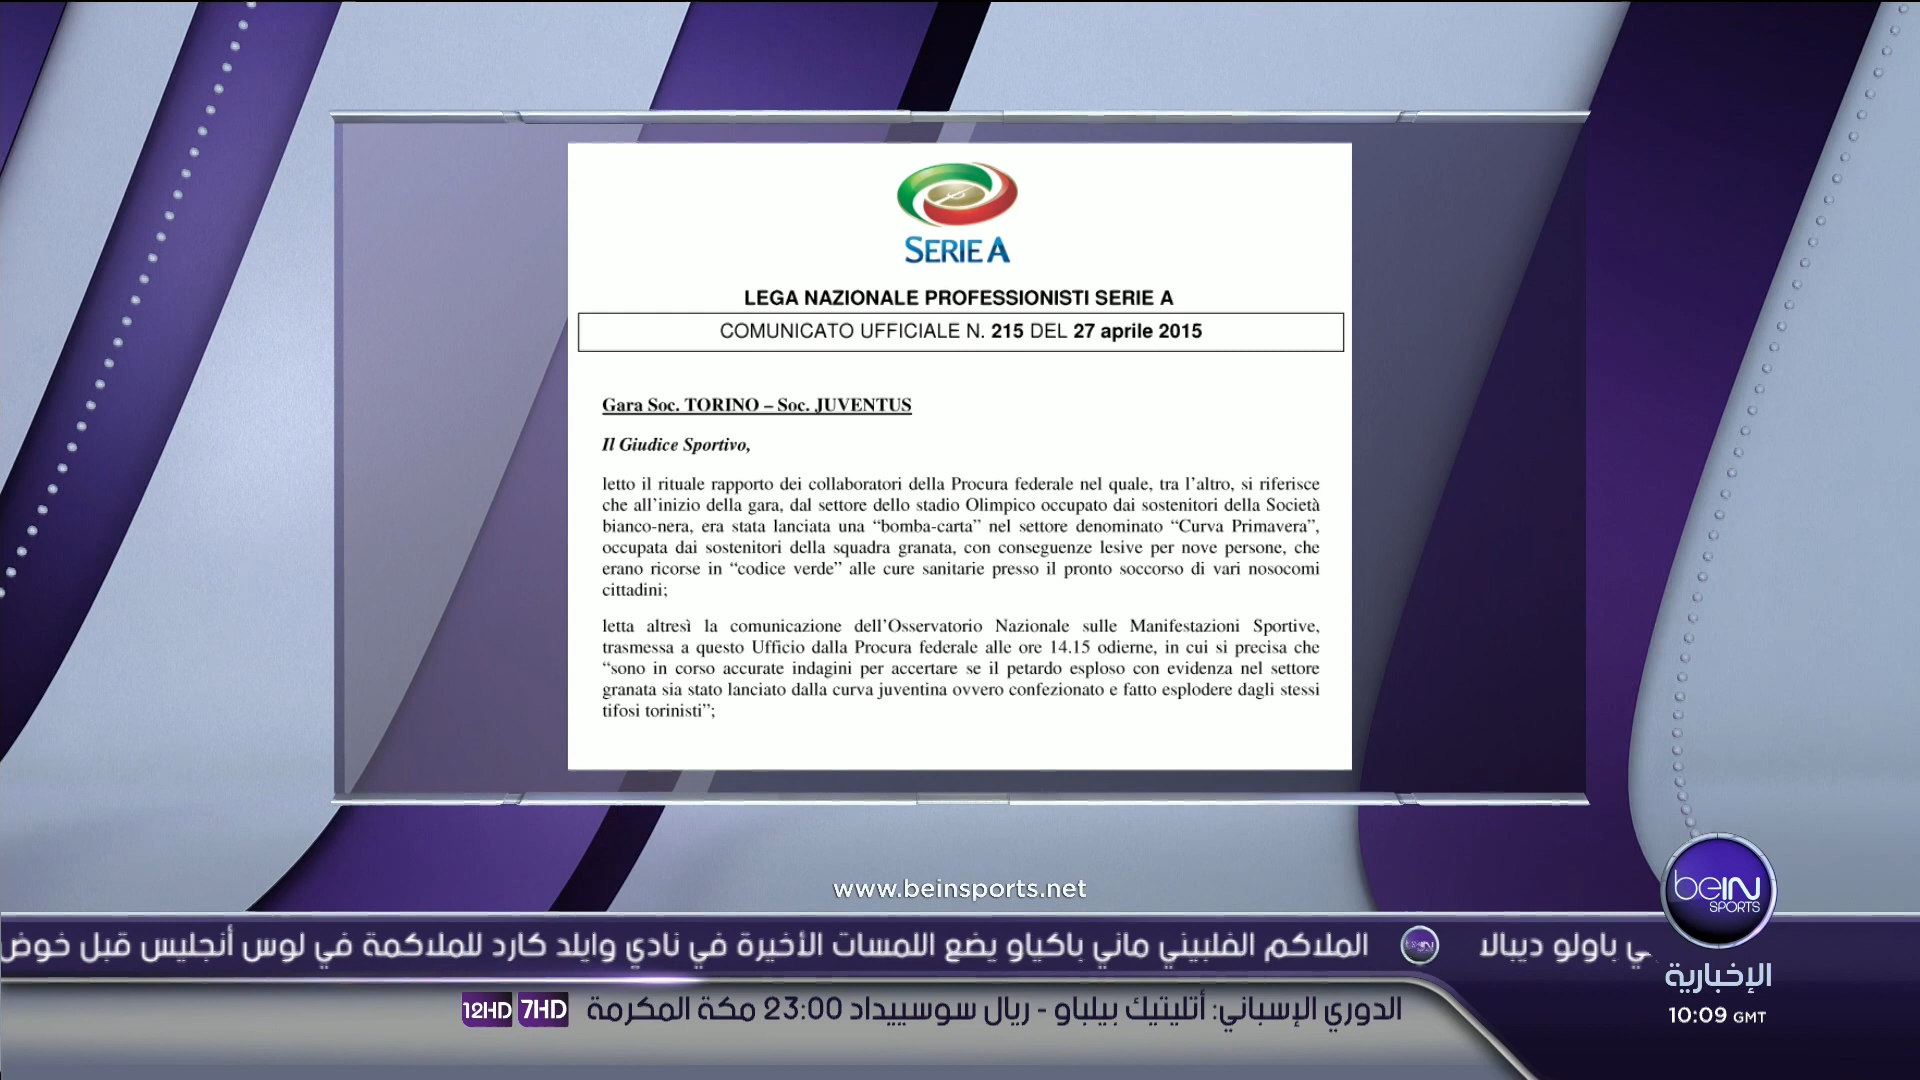 SERIE A
LEGA NAZIONALE PROFESSIONISTI SERIE A
COMUNICATO UFFICIALE N. 215 DEL 27 aprile 2015
Gara Soc. TORINO – Soc. JUVENTUS
Il Giudice Sportivo,
letto il rituale rapporto dei collaboratori della Procura federale nel quale, tra l’altro, si riferisce
che all’inizio della gara, dal settore dello stadio Olimpico occupato dai sostenitori della Società
bianco-nera, era stata lanciata una “bomba-carta” nel settore denominato “Curva Primavera”,
occupata dai sostenitori della squadra granata, con conseguenze lesive per nove persone, che
erano ricorse in “codice verde” alle cure sanitarie presso il pronto soccorso di vari nosocomi
cittadini;
letta altresì la comunicazione dell’Osservatorio Nazionale sulle Manifestazioni Sportive,
trasmessa a questo Ufficio dalla Procura federale alle ore 14.15 odierne, in cui si precisa che
“sono in corso accurate indagini per accertare se il petardo esploso con evidenza nel settore
granata sia stato lanciato dalla curva juventina ovvero confezionato e fatto esplodere dagli stessi
tifosi torinisti”;
www.beinsports.net
beIN
SPORTS
باولو ديبالا
الملاكم الفلبيني ماني باكياو يضع اللمسات الأخيرة في نادي وايلد كارد للملاكمة في لوس أنجليس قبل خوض
الإخبارية
10:09 GMT
الدوري الإسباني: أتليتيك بيلباو - ريال سوسييداد 23:00 مكة المكرمة 7HD 12HD